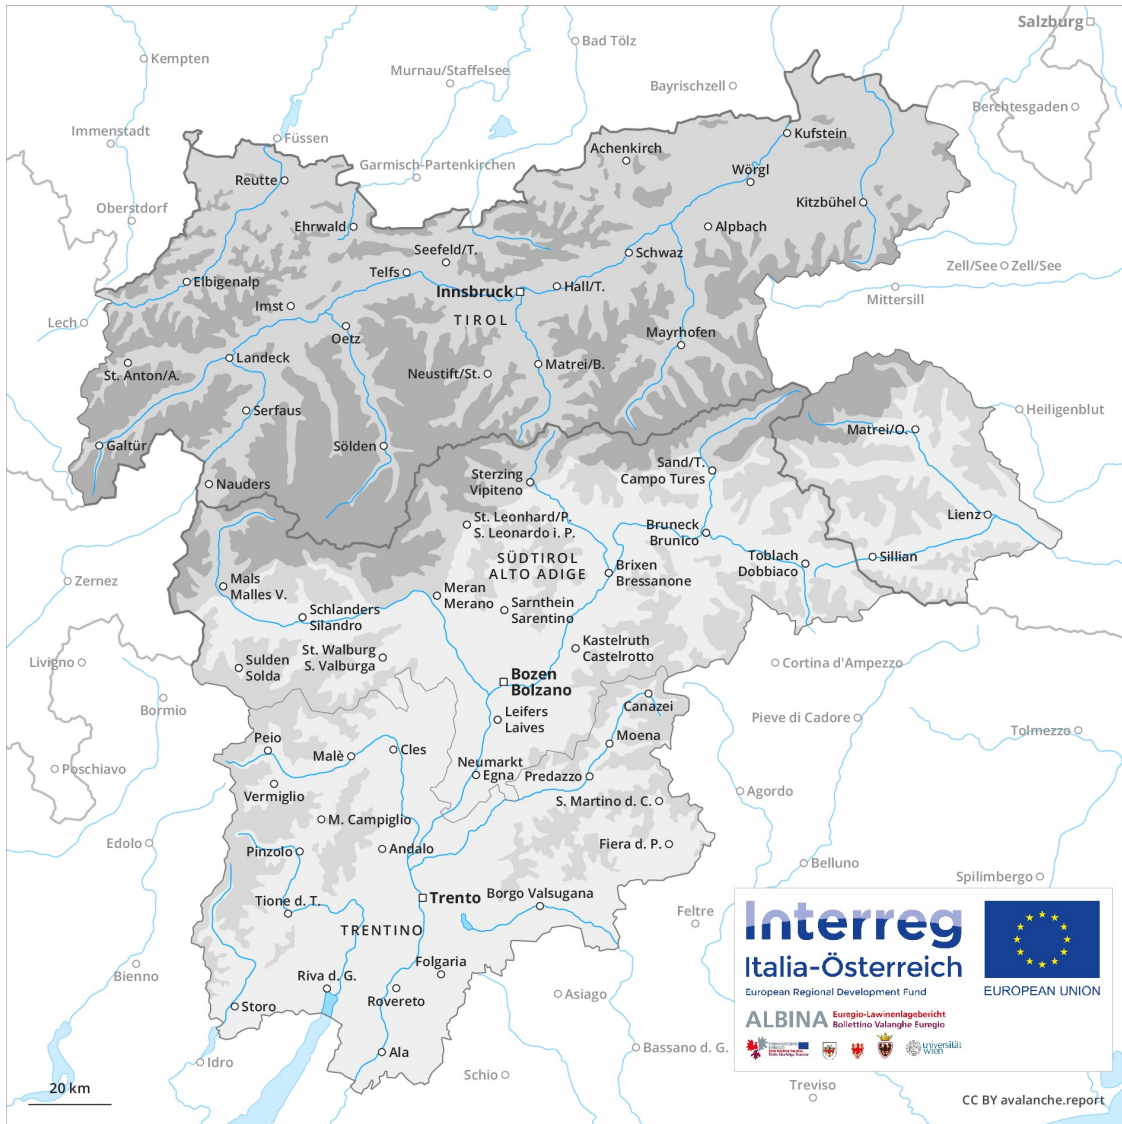 Salzburg
Bad Tölz
Kempten
Murnau/Staffelsee
Bayrischzell
Berchtesgaden
Immenstadt
Füssen
Kufstein
Achenkirch
Garmisch-Partenkirchen
Wörgl
Reutte
Kitzbühel
Oberstdorf
Ehrwald
Alpbach
Seefeld/T.
Schwaz
Zell/See
Zell/See
Telfs
Elbigenalp
Hall/T.
Innsbruck
Mittersill
Imst
TIROL
Lech
Oetz
Mayrhofen
Landeck
Matrei/B.
St. Anton/A.
Neustift/St.
Serfaus
Heiligenblut
Matrei/O.
Galtür
Sölden
Sand/T.
Campo Tures
Sterzing
Vipiteno
Nauders
St. Leonhard/P.
S. Leonardo i. P.
Lienz
Bruneck
Brunico
SÜDTIROL
ALTO ADIGE
Toblach
Dobbiaco
Sillian
Brixen
Bressanone
Zernez
Mals
Malles V.
Meran
Merano
Sarnthein
Sarentino
Schlanders
Silandro
Kastelruth
Castelrotto
St. Walburg
S. Valburga
Livigno
Sulden
Solda
Cortina d'Ampezzo
Bozen
Bolzano
Bormio
Canazei
Leifers
Laives
Pieve di Cadore
Tolmezzo
Peio
Moena
Malè
Cles
Neumarkt
Egna
Predazzo
Poschiavo
Vermiglio
Agordo
S. Martino d. C.
M. Campiglio
Edolo
Pinzolo
Andalo
Fiera d. P.
Belluno
Spilimbergo
Tione d. T.
Trento
Borgo Valsugana
Feltre
TRENTINO
Interreg
Italia-Österreich
European Regional Development Fund
EUROPEAN UNION
Bienno
Riva d. G.
Folgaria
Storo
Rovereto
Asiago
ALBINA
Euregio-Lawinenlagebericht
Bollettino Valanghe Euregio
universität
wien
Idro
Ala
Bassano d. G.
Schio
Treviso
20 km
CC BY avalanche.report